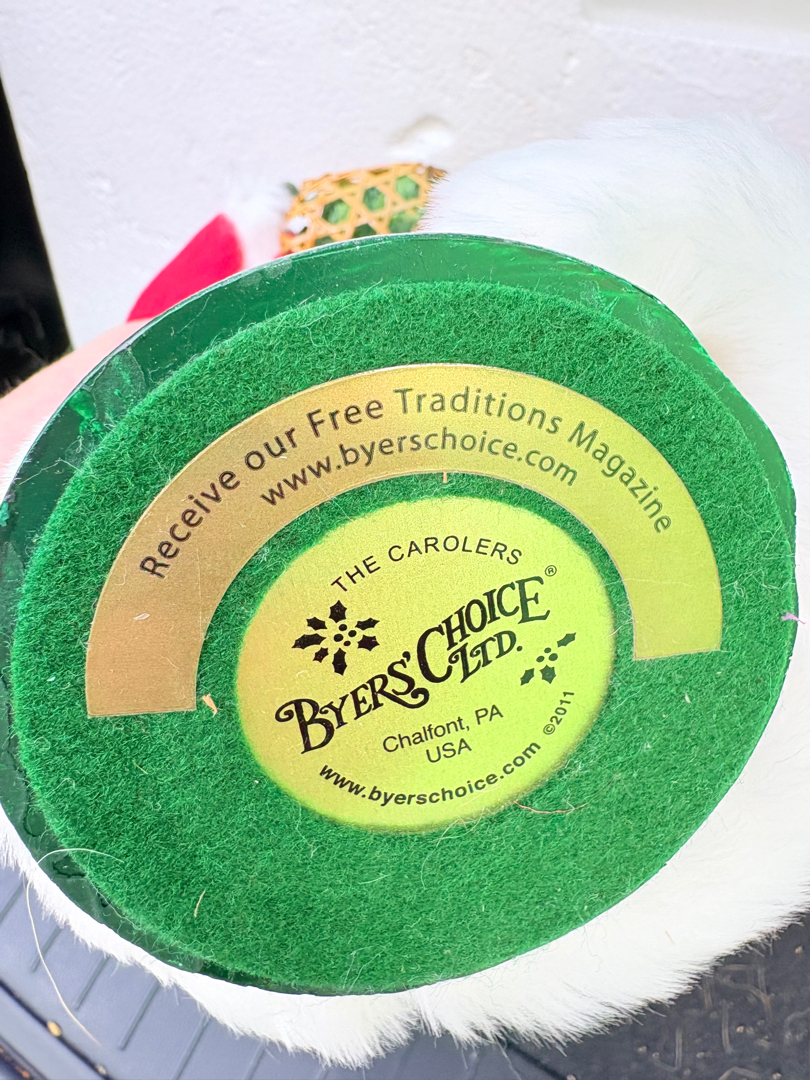 Receive our Free Traditions Magazine
www.byerschoice.com
THE CAROLERS
BYERS' CHOICE®
LTD.
Chalfont, PA
USA
www.byerschoice.com ©2011